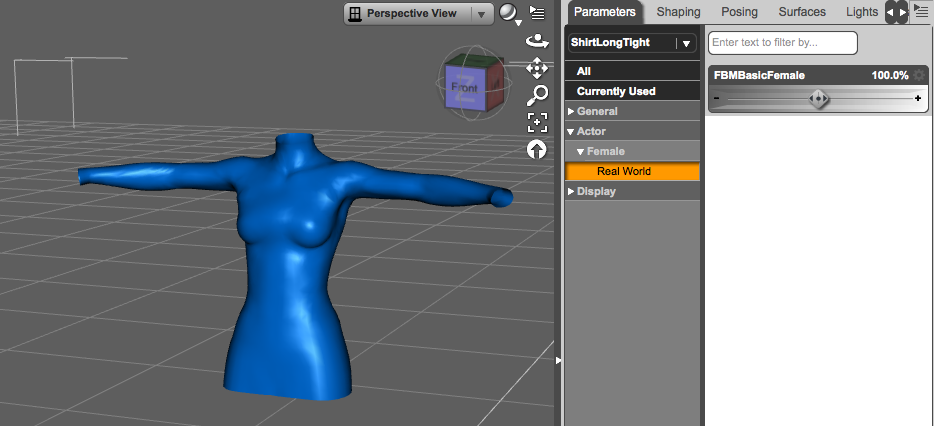 Perspective View
Front
Z
Parameters Shaping Posing Surfaces Lights
ShirtLongTight
Enter text to filter by...
All
Currently Used
General
Actor
Female
Real World
Display
FBMBasicFemale 100.0%
- +